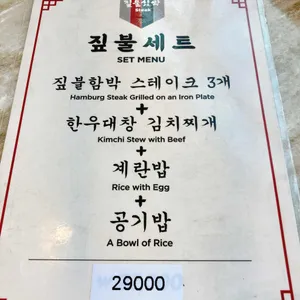 Steak
짚불세트
SET MENU
짚불함박 스테이크 3개
Hamburg Steak Grilled on an Iron Plate
+
한우대창 김치찌개
Kimchi Stew with Beef
+
계란밥
Rice with Egg
+
공기밥
A Bowl of Rice
29000